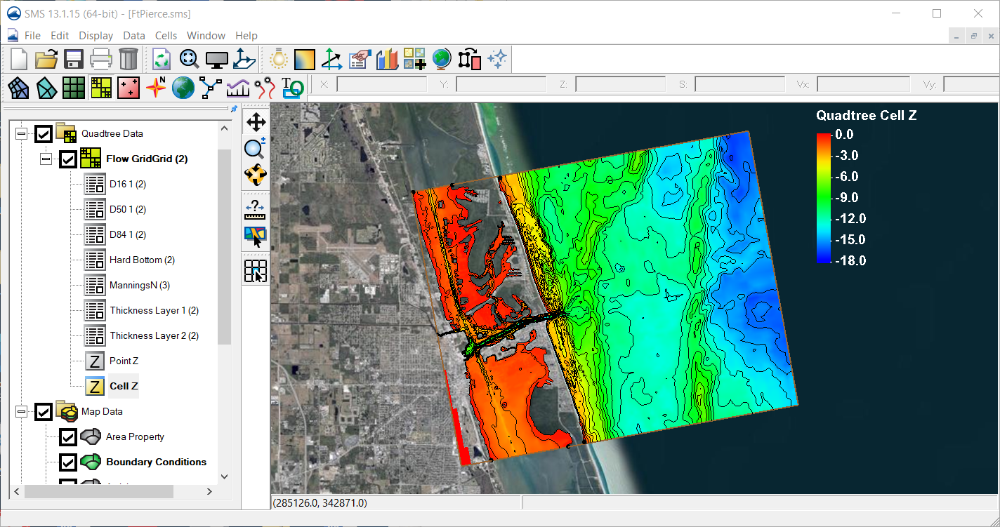 SMS 13.1.15 (64-bit) - [FtPierce.sms]
File Edit Display Data Cells Window Help
X: Y: Z: S: Vx: Vy:
Quadtree Data
Flow GridGrid (2)
D16 1 (2)
D50 1 (2)
D84 1 (2)
Hard Bottom (2)
ManningsN (3)
Thickness Layer 1 (2)
Thickness Layer 2 (2)
Z Point Z
Z Cell Z
Map Data
Area Property
Boundary Conditions
Quadtree Cell Z
0.0
-3.0
-6.0
-9.0
-12.0
-15.0
-18.0
(285126.0, 342871.0)